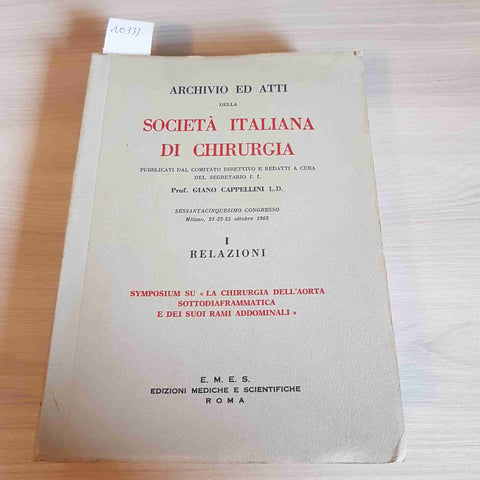 no333
ARCHIVIO ED ATTI
DELLA
SOCIETÀ ITALIANA
DI CHIRURGIA
PUBBLICATI DAL COMITATO DIRETTIVO E REDATTI A CURA
DEL SEGRETARIO f. f.
Prof. GIANO CAPPELLINI L.D.
SESSANTACINQUESIMO CONGRESSO
Milano, 21-22-23 ottobre 1963
I
RELAZIONI
SYMPOSIUM SU « LA CHIRURGIA DELL'AORTA
SOTTODIAFRAMMATICA
E DEI SUOI RAMI ADDOMINALI »
E. M. E. S.
EDIZIONI MEDICHE E SCIENTIFICHE
ROMA